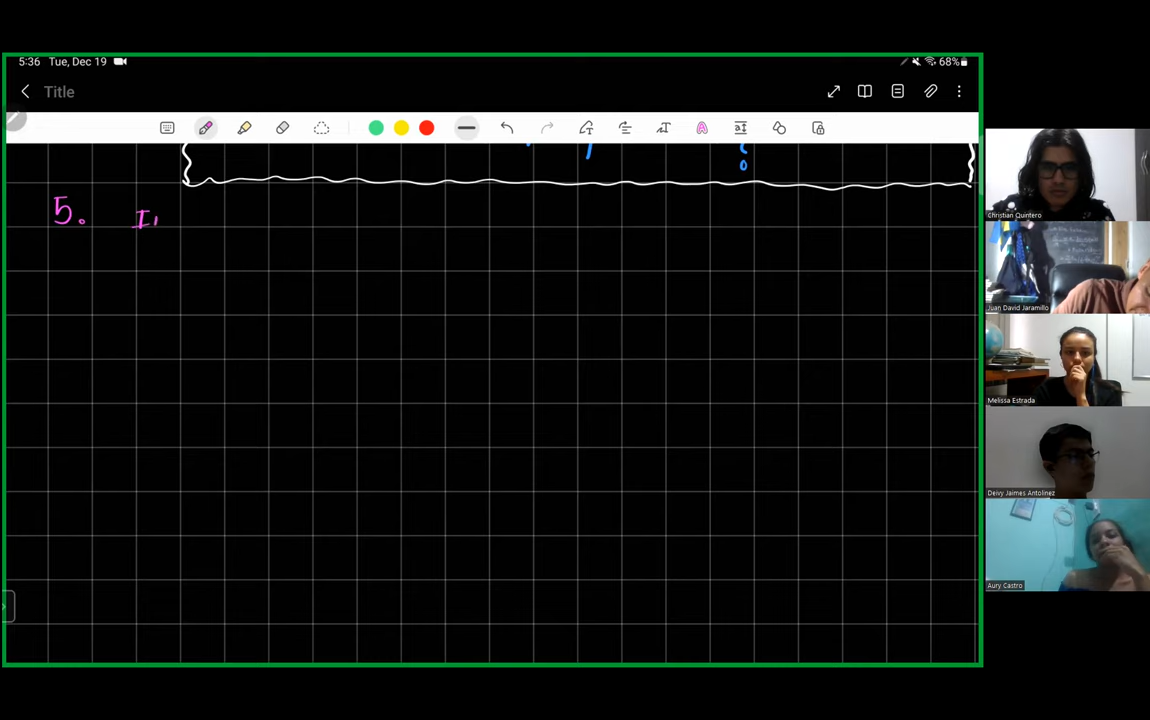 5:36 Tue, Dec 19
68%
Title
5. I
Christian Quintero
Juan David Jaramillo
Melissa Estrada
Deivy Jaimes Antolinez
Aury Castro